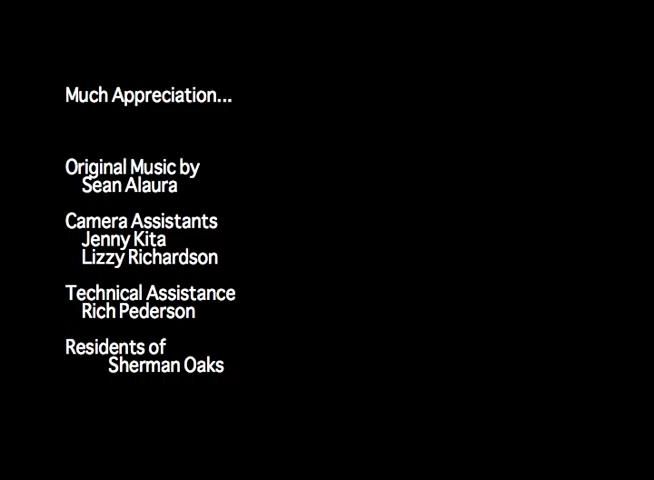 Much Appreciation...
Original Music by
Sean Alaura
Camera Assistants
Jenny Kita
Lizzy Richardson
Technical Assistance
Rich Pederson
Residents of
Sherman Oaks